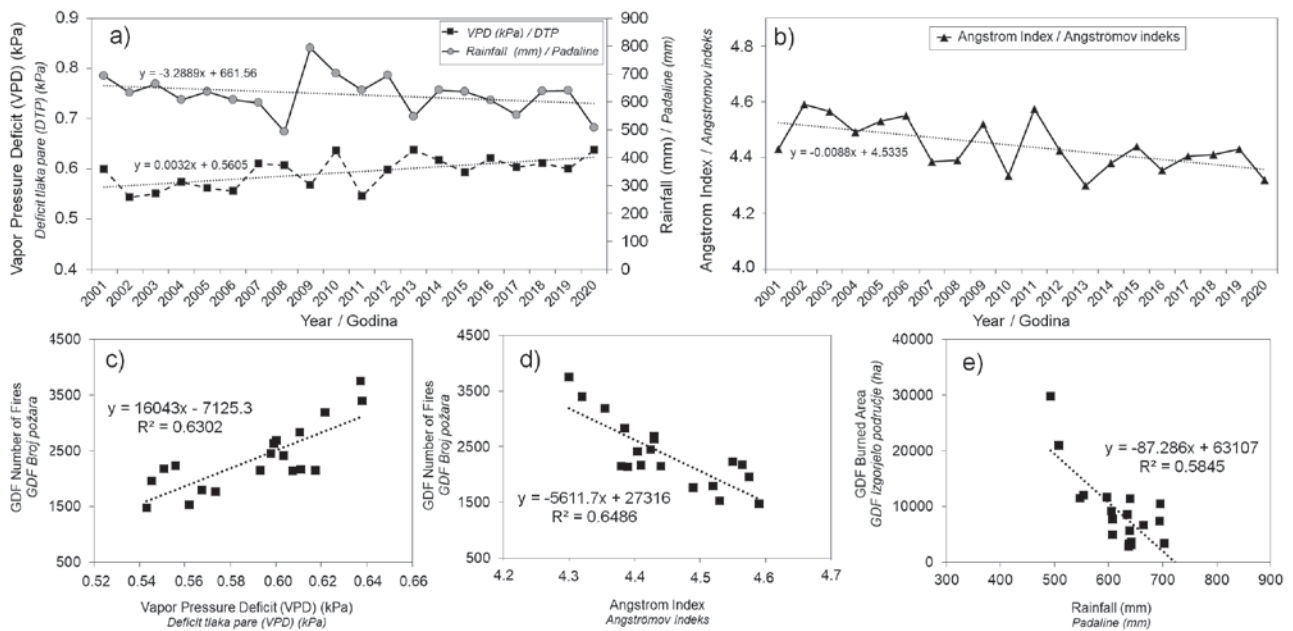 a)
VPD (kPa) / DTP
Rainfall (mm) / Padaline
Vapor Pressure Deficit (VPD) (kPa)
Deficit tlaka pare (DTP) (kPa)
0.9
0.8
0.7
0.6
0.5
0.4
y = -3.2889x + 661.56
y = 0.0032x + 0.5605
900
800
700
600
500
400
300
200
100
0
Rainfall (mm) / Padaline (mm)
2001 2002 2003 2004 2005 2006 2007 2008 2009 2010 2011 2012 2013 2014 2015 2016 2017 2018 2019 2020
Year / Godina
b)
Angstrom Index / Angstromov indeks
Angstrom Index / Angstromov indeks
4.8
4.6
4.4
4.2
4.0
y = -0.0088x + 4.5335
2001 2002 2003 2004 2005 2006 2007 2008 2009 2010 2011 2012 2013 2014 2015 2016 2017 2018 2019 2020
Year / Godina
c)
GDF Number of Fires
GDF Broj požara
4500
3500
2500
1500
500
y = 16043x - 7125.3
R² = 0.6302
0.52 0.54 0.56 0.58 0.60 0.62 0.64 0.66
Vapor Pressure Deficit (VPD) (kPa)
Deficit tlaka pare (VPD) (kPa)
d)
GDF Number of Fires
GDF Broj požara
4500
3500
2500
1500
500
y = -5611.7x + 27316
R² = 0.6486
4.2 4.3 4.4 4.5 4.6 4.7
Angstrom Index
Angströmov indeks
e)
GDF Burned Area
GDF Izgorjelo područje (ha)
40000
30000
20000
10000
0
y = -87.286x + 63107
R² = 0.5845
300 400 500 600 700 800 900
Rainfall (mm)
Padaline (mm)